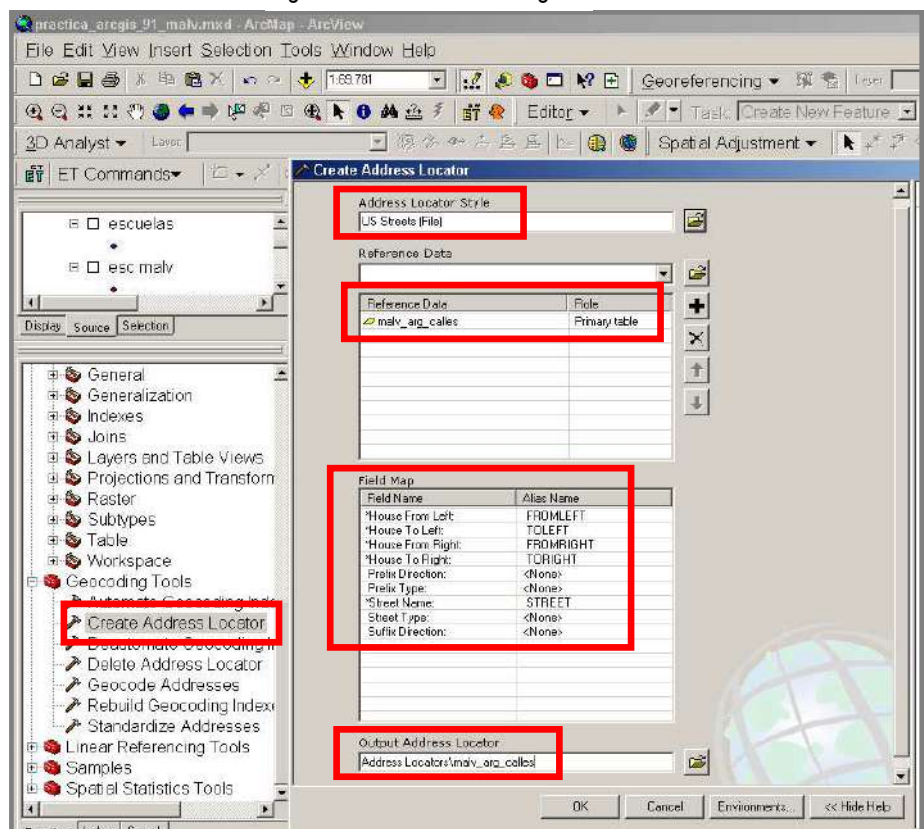 practica_arcgis_91_malv.mxd - ArcMap - ArcView
File Edit View Insert Selection Tools Window Help
1:69,781
Georeferencing
Layer
Editor
Task: Create New Feature
3D Analyst
Layer:
Spatial Adjustment
ET Commands
escuelas
esc malv
Display Source Selection
General
Generalization
Indexes
Joins
Layers and Table Views
Projections and Transform
Raster
Subtypes
Table
Workspace
Geocoding Tools
Create Address Locator
Delete Address Locator
Geocode Addresses
Rebuild Geocoding Index
Standardize Addresses
Linear Referencing Tools
Samples
Spatial Statistics Tools
Create Address Locator
Address Locator Style
US Streets (File)
Reference Data
Reference Data Role
malv_arg_calles Primary table
Field Map
Field Name Alias Name
*House From Left: FROMLEFT
*House To Left: TOLEFT
*House From Right: FROMRIGHT
*House To Right: TORIGHT
Prefix Direction: <None>
Prefix Type: <None>
*Street Name: STREET
Street Type: <None>
Suffix Direction: <None>
Output Address Locator
Address Locators\malv_arg_calles
OK Cancel Environments... << Hide Help